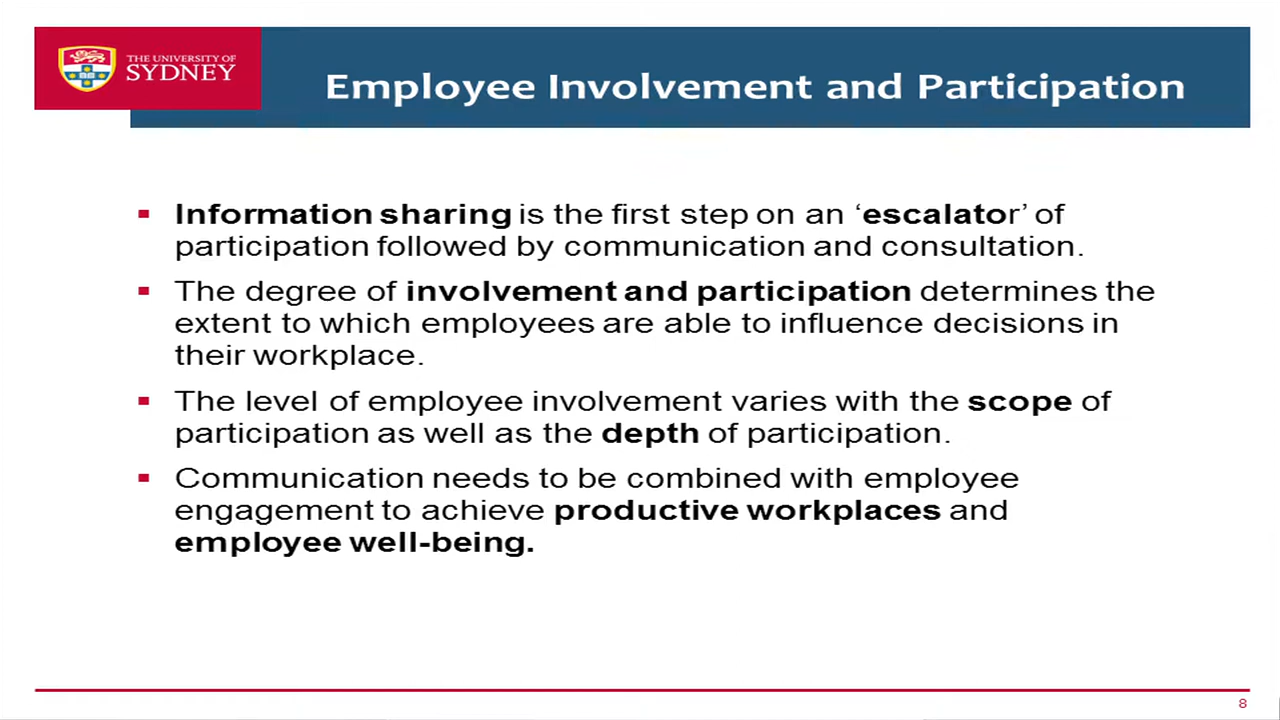 THE UNIVERSITY OF
SYDNEY
Employee Involvement and Participation
Information sharing is the first step on an ‘escalator’ of
participation followed by communication and consultation.
The degree of involvement and participation determines the
extent to which employees are able to influence decisions in
their workplace.
The level of employee involvement varies with the scope of
participation as well as the depth of participation.
Communication needs to be combined with employee
engagement to achieve productive workplaces and
employee well-being.
8